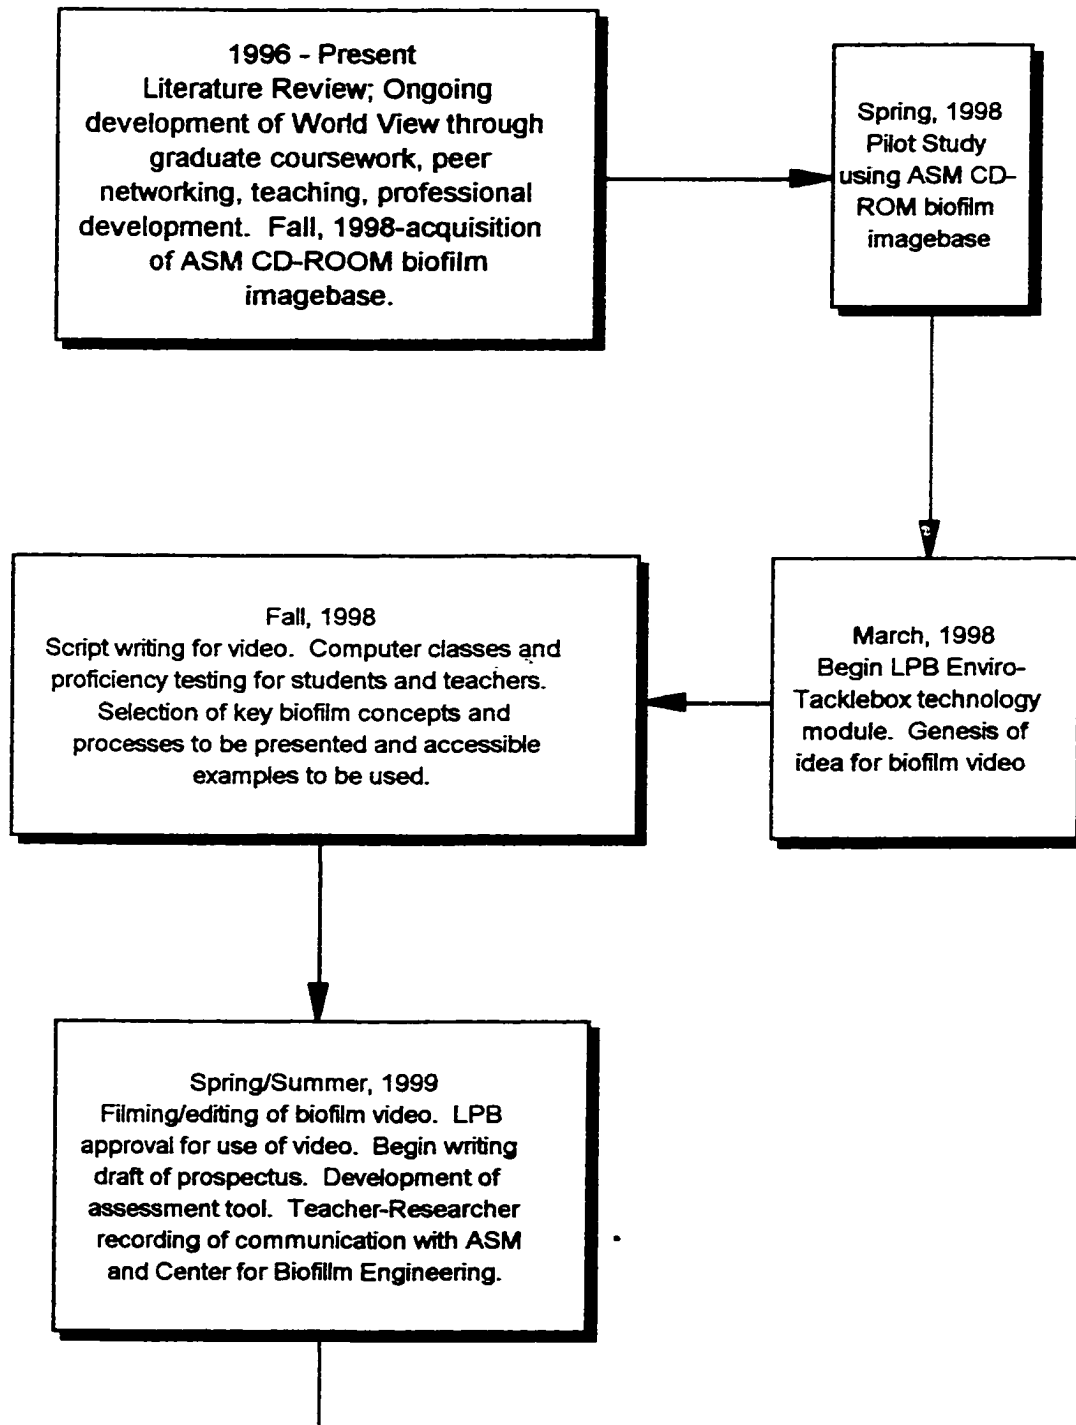 1996 - Present
Literature Review; Ongoing
development of World View through
graduate coursework, peer
networking, teaching, professional
development. Fall, 1998-acquisition
of ASM CD-ROOM biofilm
imagebase.
Spring, 1998
Pilot Study
using ASM CD-
ROM biofilm
imagebase
March, 1998
Begin LPB Enviro-
Tacklebox technology
module. Genesis of
idea for biofilm video
Fall, 1998
Script writing for video. Computer classes and
proficiency testing for students and teachers.
Selection of key biofilm concepts and
processes to be presented and accessible
examples to be used.
Spring/Summer, 1999
Filming/editing of biofilm video. LPB
approval for use of video. Begin writing
draft of prospectus. Development of
assessment tool. Teacher-Researcher
recording of communication with ASM
and Center for Biofillm Engineering.